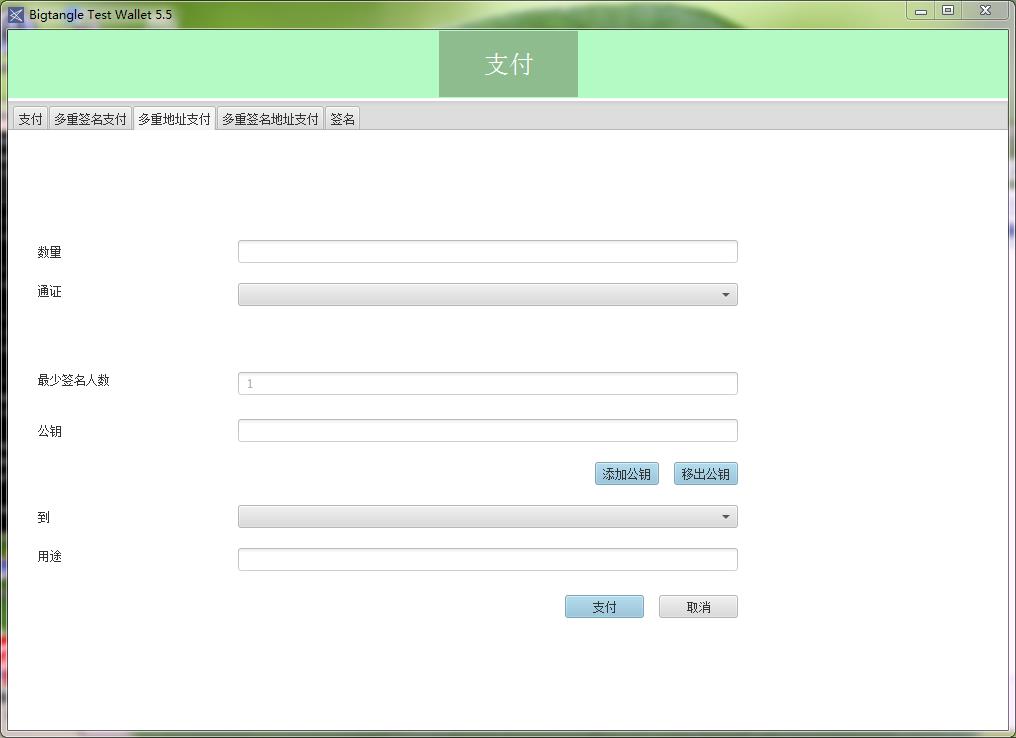 Bigtangle Test Wallet 5.5
支付
支付 多重签名支付 多重地址支付 多重签名地址支付 签名
数量
通证
最少签名人数 1
公钥
添加公钥 移出公钥
到
用途
支付 取消